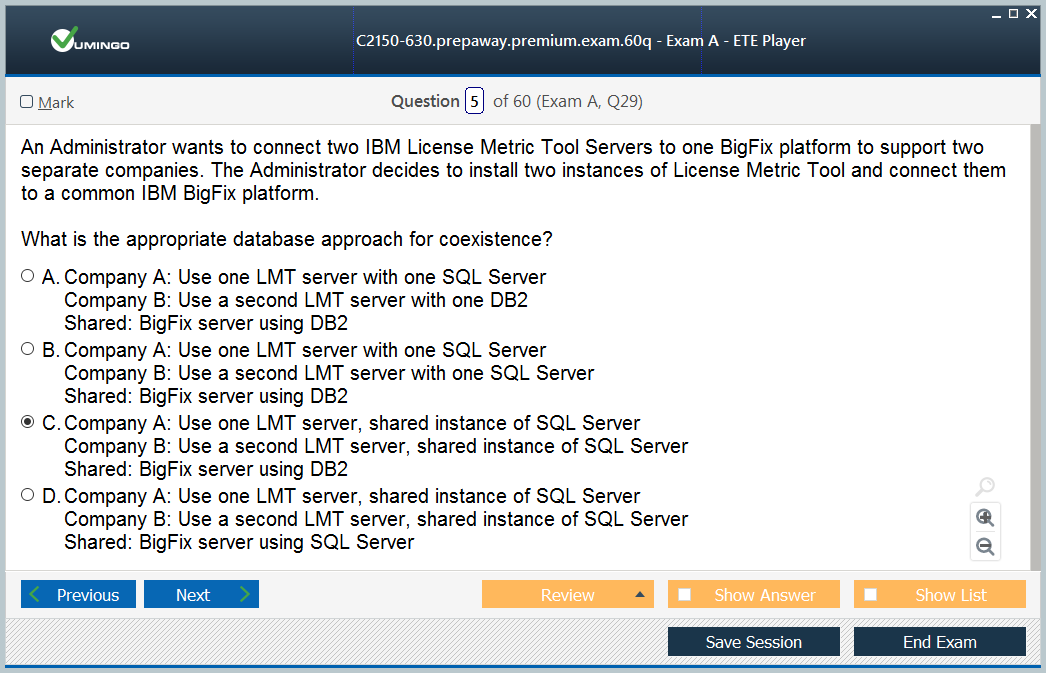 VUMINGO
C2150-630.prepaway.premium.exam.60q - Exam A - ETE Player
Mark
Question 5 of 60 (Exam A, Q29)
An Administrator wants to connect two IBM License Metric Tool Servers to one BigFix platform to support two
separate companies. The Administrator decides to install two instances of License Metric Tool and connect them
to a common IBM BigFix platform.
What is the appropriate database approach for coexistence?
A. Company A: Use one LMT server with one SQL Server
Company B: Use a second LMT server with one DB2
Shared: BigFix server using DB2
B. Company A: Use one LMT server with one SQL Server
Company B: Use a second LMT server with one SQL Server
Shared: BigFix server using DB2
C. Company A: Use one LMT server, shared instance of SQL Server
Company B: Use a second LMT server, shared instance of SQL Server
Shared: BigFix server using DB2
D. Company A: Use one LMT server, shared instance of SQL Server
Company B: Use a second LMT server, shared instance of SQL Server
Shared: BigFix server using SQL Server
Previous Next Review Show Answer Show List
Save Session End Exam